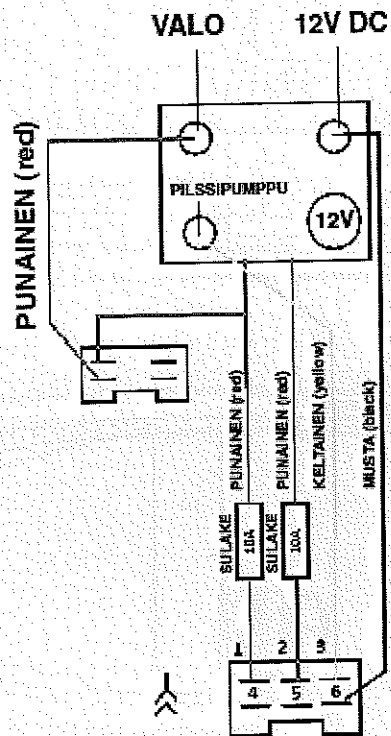 VALO
12V DC
PUNAINEN (red)
PILSSIPUMPPU
12V
PUNAINEN (red)
PUNAINEN (red)
KELTAINEN (yellow)
MUSTA (black)
SULAKE
10A
SULAKE
10A
1 2 3
4 5 6